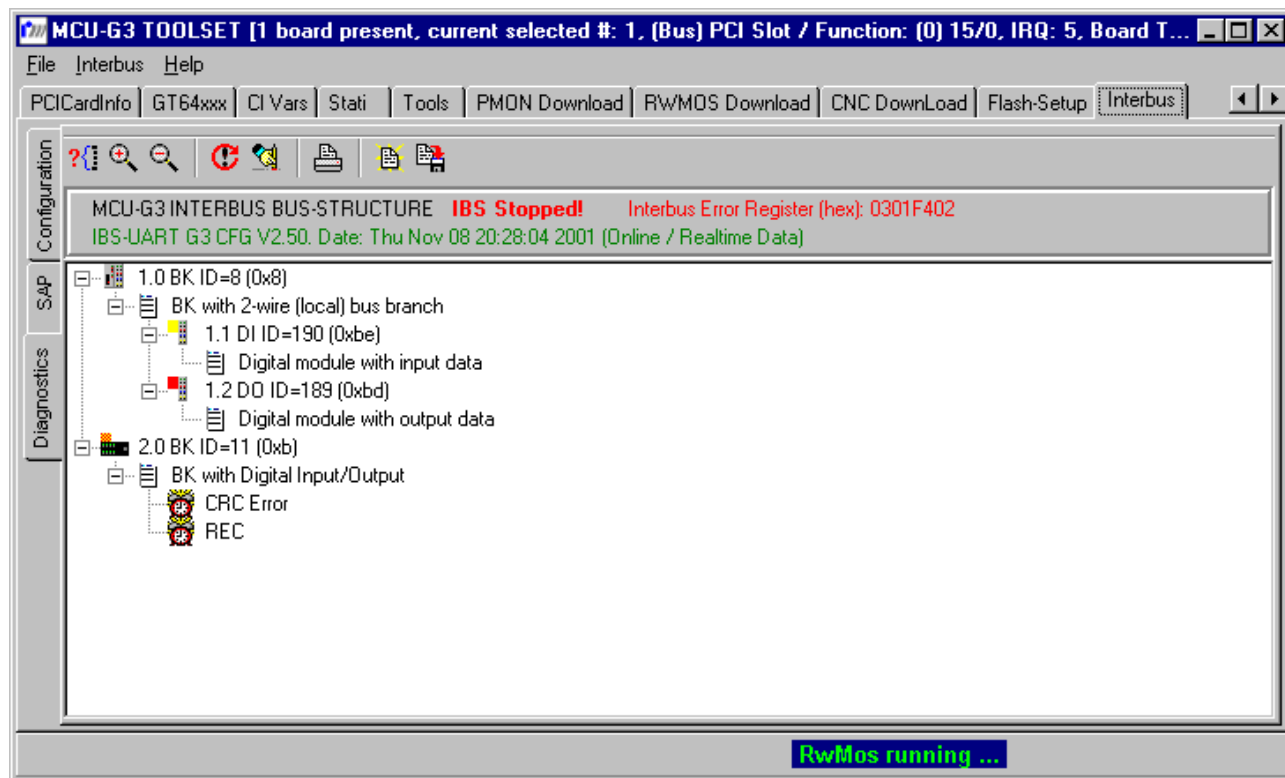 MCU-G3 TOOLSET [1 board present, current selected #: 1, (Bus) PCI Slot / Function: (0) 15/0, IRQ: 5, Board T...
File Interbus Help
PCICardInfo GT64xxx CI Vars Stati Tools PMON Download RWMOS Download CNC DownLoad Flash-Setup Interbus
Configuration
SAP
Diagnostics
MCU-G3 INTERBUS BUS-STRUCTURE IBS Stopped! Interbus Error Register (hex): 0301F402
IBS-UART G3 CFG V2.50. Date: Thu Nov 08 20:28:04 2001 (Online / Realtime Data)
1.0 BK ID=8 (0x8)
BK with 2-wire (local) bus branch
1.1 DI ID=190 (0xbe)
Digital module with input data
1.2 DO ID=189 (0xbd)
Digital module with output data
2.0 BK ID=11 (0xb)
BK with Digital Input/Output
CRC Error
REC
RwMos running ...